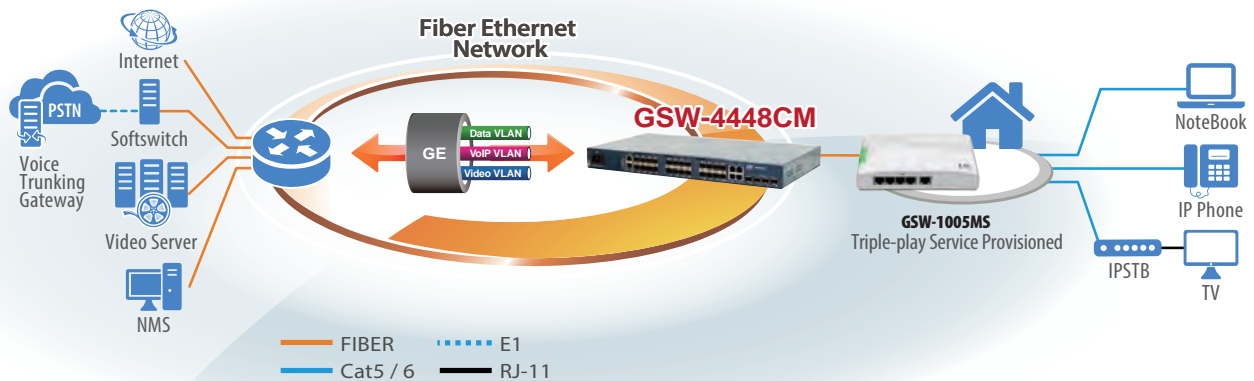 Fiber Ethernet
Network
Internet
PSTN
Softswitch
Voice
Trunking
Gateway
Video Server
NMS
GE
Data VLAN
VoIP VLAN
Video VLAN
GSW-4448CM
GSW-1005MS
Triple-play Service Provisioned
NoteBook
IP Phone
IPSTB
TV
FIBER
E1
Cat5 / 6
RJ-11